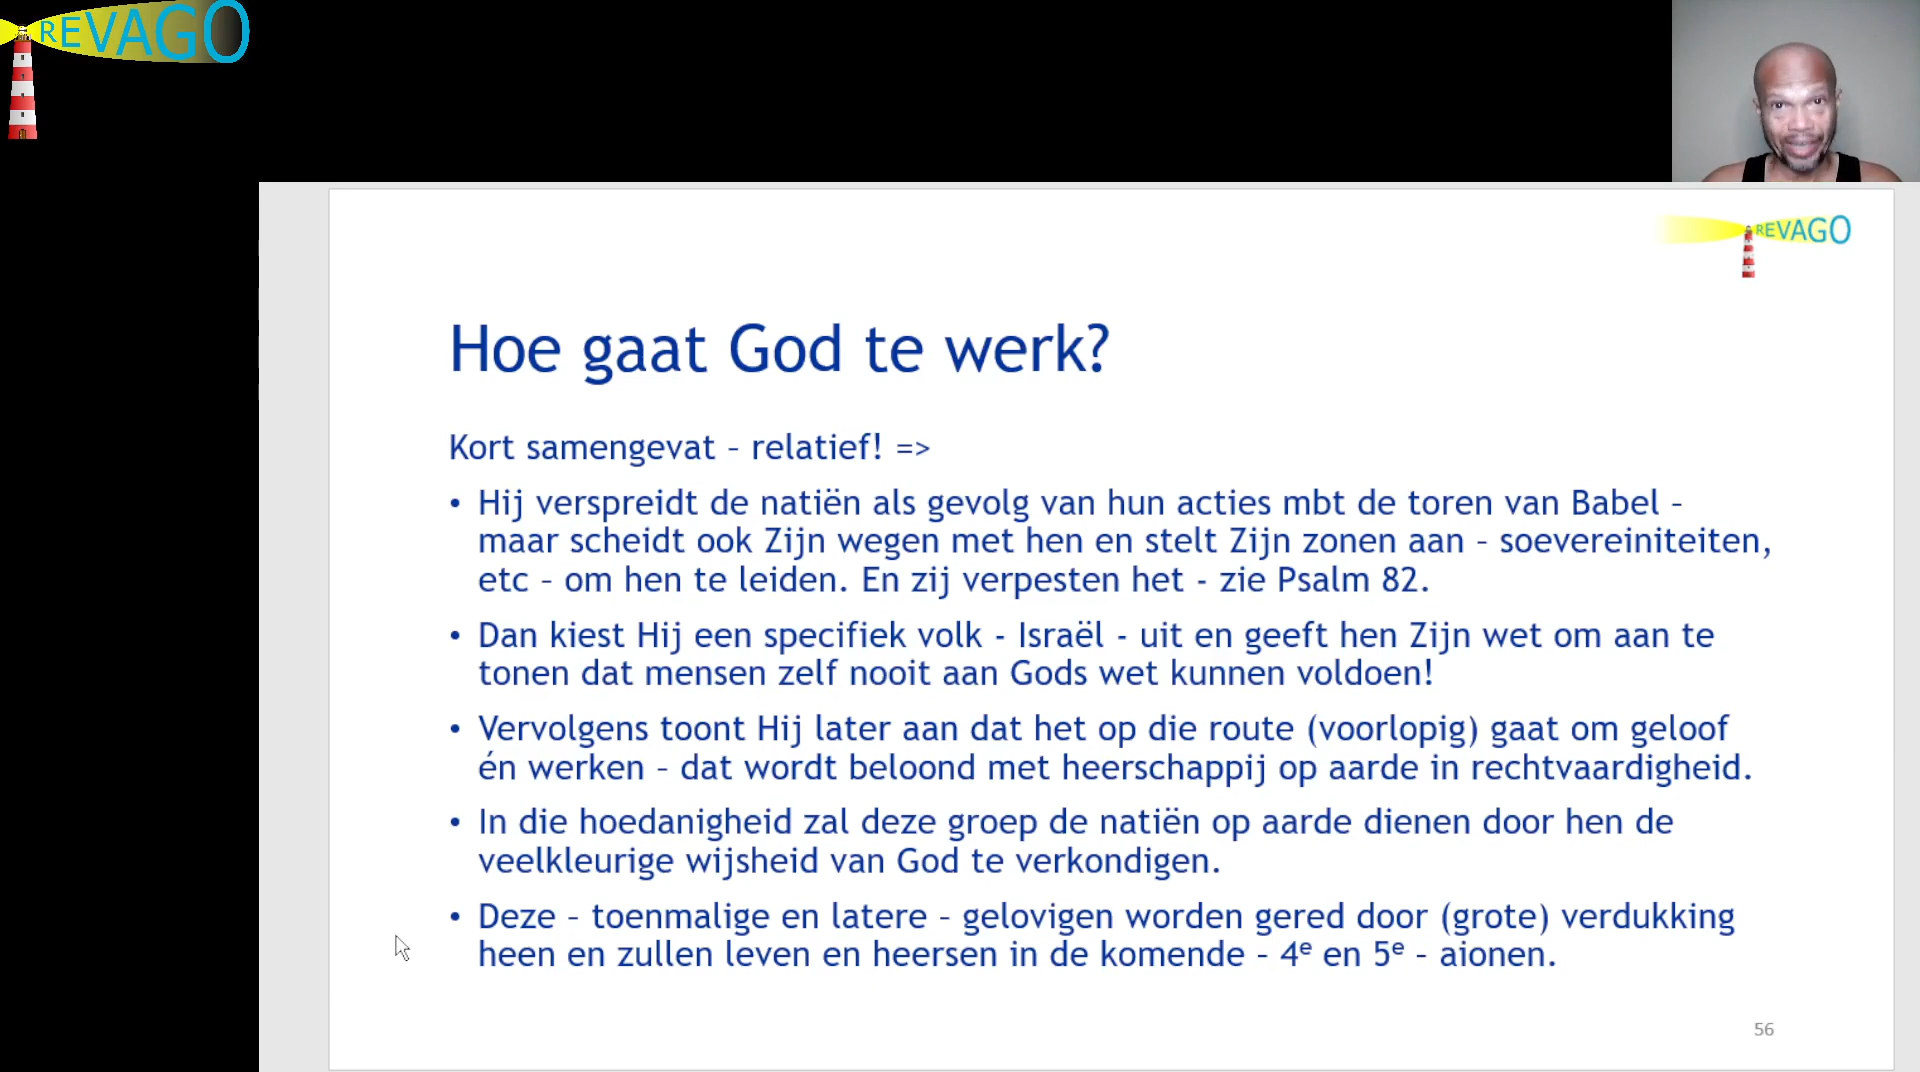 REVAGO
REVAGO
Hoe gaat God te werk?
Kort samengevat – relatief! =>
• Hij verspreidt de natiën als gevolg van hun acties mbt de toren van Babel –
maar scheidt ook Zijn wegen met hen en stelt Zijn zonen aan – soevereiniteiten,
etc – om hen te leiden. En zij verpesten het - zie Psalm 82.
• Dan kiest Hij een specifiek volk - Israël - uit en geeft hen Zijn wet om aan te
tonen dat mensen zelf nooit aan Gods wet kunnen voldoen!
• Vervolgens toont Hij later aan dat het op die route (voorlopig) gaat om geloof
én werken – dat wordt beloond met heerschappij op aarde in rechtvaardigheid.
• In die hoedanigheid zal deze groep de natiën op aarde dienen door hen de
veelkleurige wijsheid van God te verkondigen.
• Deze – toenmalige en latere – gelovigen worden gered door (grote) verdukking
heen en zullen leven en heersen in de komende – 4e en 5e – aionen.
56